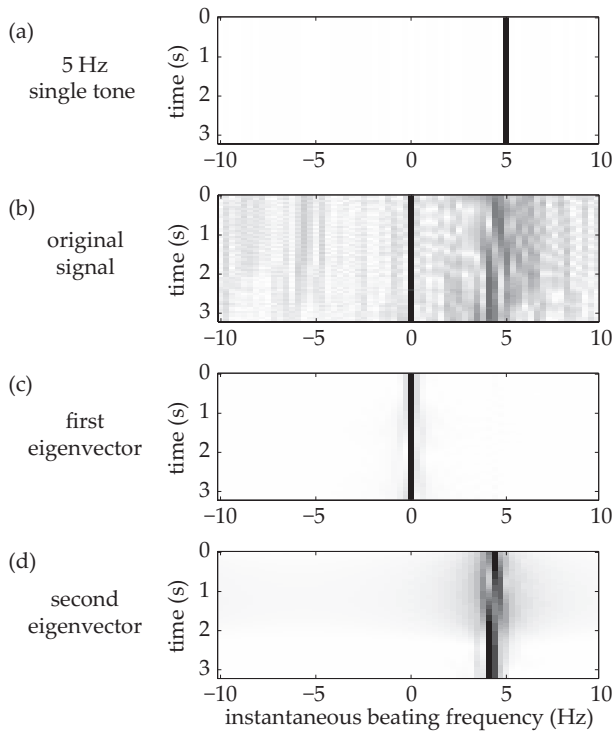 (a)
5 Hz
single tone
time (s)
0
1
2
3
−10 −5 0 5 10
(b)
original
signal
time (s)
0
1
2
3
−10 −5 0 5 10
(c)
first
eigenvector
time (s)
0
1
2
3
−10 −5 0 5 10
(d)
second
eigenvector
time (s)
0
1
2
3
−10 −5 0 5 10
instantaneous beating frequency (Hz)